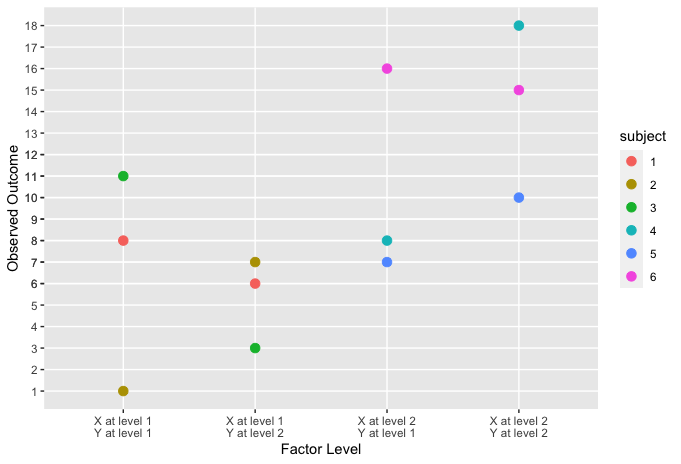 Observed Outcome
18
17
16
15
14
13
12
11
10
9
8
7
6
5
4
3
2
1
X at level 1
Y at level 1
X at level 1
Y at level 2
X at level 2
Y at level 1
X at level 2
Y at level 2
Factor Level
subject
1
2
3
4
5
6